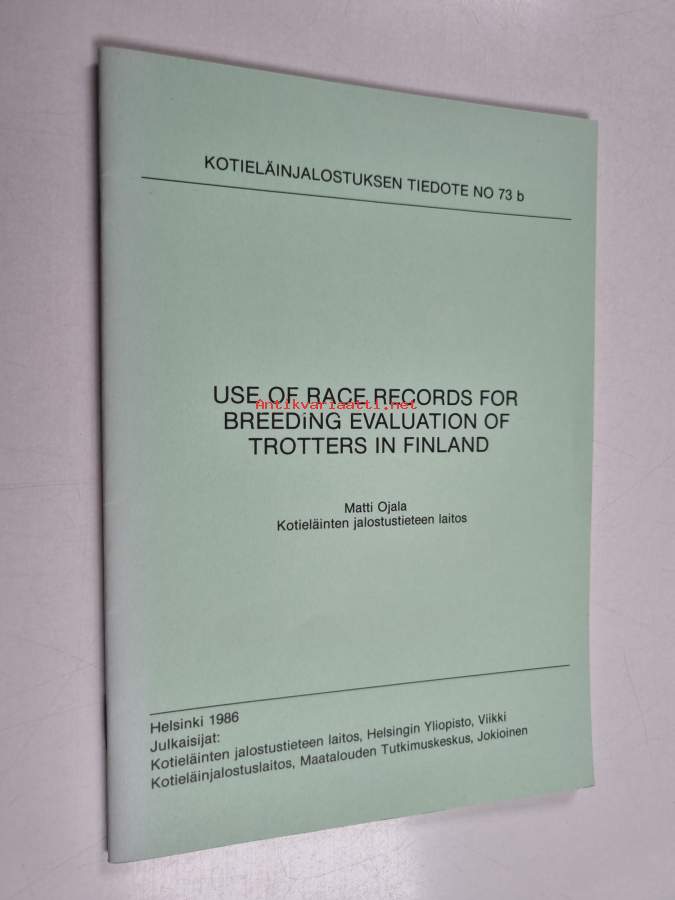 KOTIELÄINJALOSTUKSEN TIEDOTE NO 73 b
USE OF RACE RECORDS FOR
Antikvariaatti.net
BREEDiNG EVALUATION OF
TROTTERS IN FINLAND
Matti Ojala
Kotieläinten jalostustieteen laitos
Helsinki 1986
Julkaisijat:
Kotieläinten jalostustieteen laitos, Helsingin Yliopisto, Viikki
Kotieläinjalostuslaitos, Maatalouden Tutkimuskeskus, Jokioinen